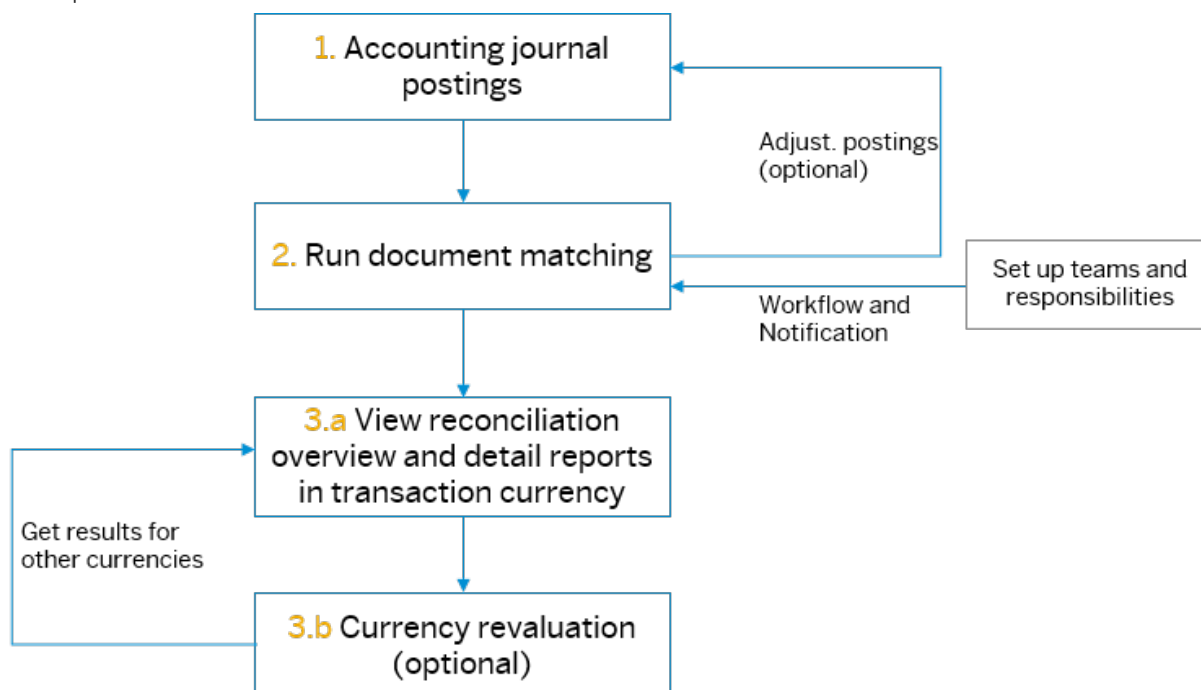 1. Accounting journal
postings
Adjust. postings
(optional)
2. Run document matching
Set up teams and
responsibilities
Workflow and
Notification
3.a View reconciliation
overview and detail reports
in transaction currency
Get results for
other currencies
3.b Currency revaluation
(optional)